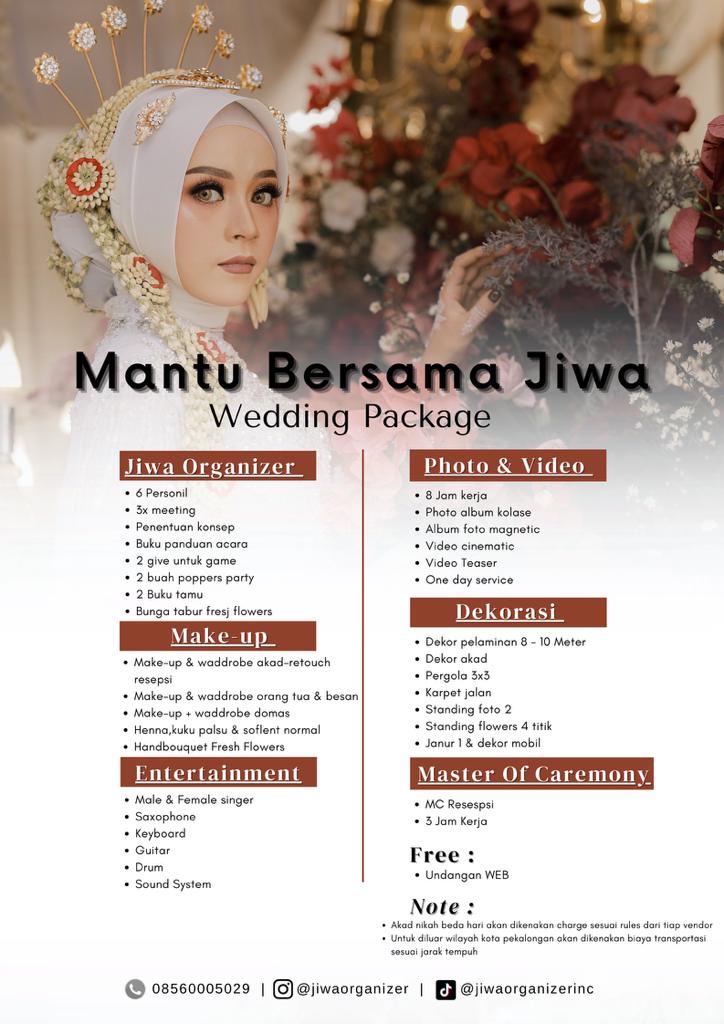 Mantu Bersama Jiwa
Wedding Package
Jiwa Organizer
• 6 Personil
• 3x meeting
• Penentuan konsep
• Buku panduan acara
• 2 give untuk game
• 2 buah poppers party
• 2 Buku tamu
• Bunga tabur fresj flowers
Make-up
• Make-up & waddrobe akad-retouch
resepsi
• Make-up & waddrobe orang tua & besan
• Make-up + waddrobe domas
• Henna,kuku palsu & soflent normal
• Handbouquet Fresh Flowers
Entertainment
• Male & Female singer
• Saxophone
• Keyboard
• Guitar
• Drum
• Sound System
Photo & Video
• 8 Jam kerja
• Photo album kolase
• Album foto magnetic
• Video cinematic
• Video Teaser
• One day service
Dekorasi
• Dekor pelaminan 8 - 10 Meter
• Dekor akad
• Pergola 3x3
• Karpet jalan
• Standing foto 2
• Standing flowers 4 titik
• Janur 1 & dekor mobil
Master Of Caremony
• MC Resespsi
• 3 Jam Kerja
Free :
• Undangan WEB
Note :
• Akad nikah beda hari akan dikenakan charge sesuai rules dari tiap vendor
• Untuk diluar wilayah kota pekalongan akan dikenakan biaya transportasi
sesuai jarak tempuh
08560005029 | @jiwaorganizer | @jiwaorganizerinc